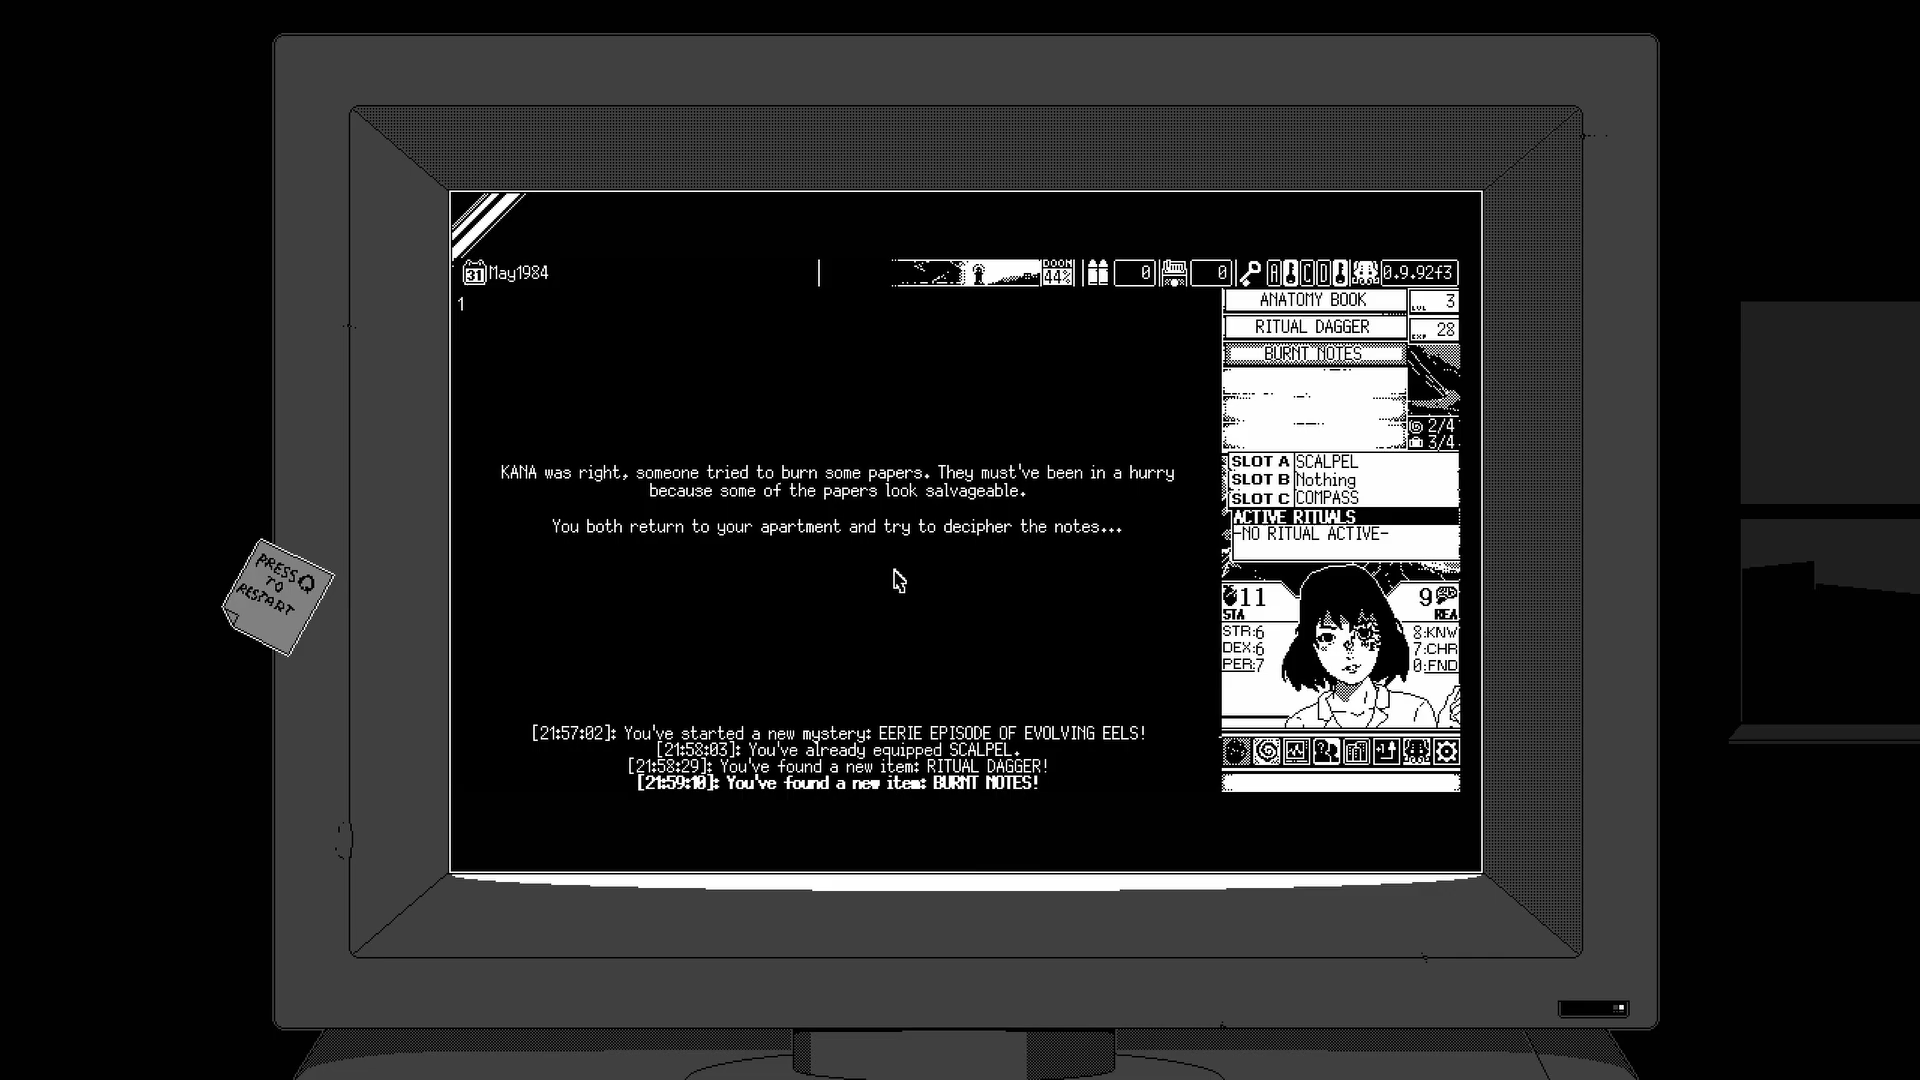 31 May1984
DOOM
44%
0
0
A
C
D
0.9.92f3
1
ANATOMY BOOK
LVL 3
RITUAL DAGGER
EXP 28
BURNT NOTES
2/4
3/4
KANA was right, someone tried to burn some papers. They must've been in a hurry
because some of the papers look salvageable.
You both return to your apartment and try to decipher the notes...
SLOT A SCALPEL
SLOT B Nothing
SLOT C COMPASS
ACTIVE RITUALS
-NO RITUAL ACTIVE-
PRESS Q
TO
RESTART
11
9
STA
REA
STR:6
8:KNW
DEX:6
7:CHR
PER:7
0:FND
[21:57:02]: You've started a new mystery: EERIE EPISODE OF EVOLVING EELS!
[21:58:03]: You've already equipped SCALPEL.
[21:58:29]: You've found a new item: RITUAL DAGGER!
[21:59:10]: You've found a new item: BURNT NOTES!